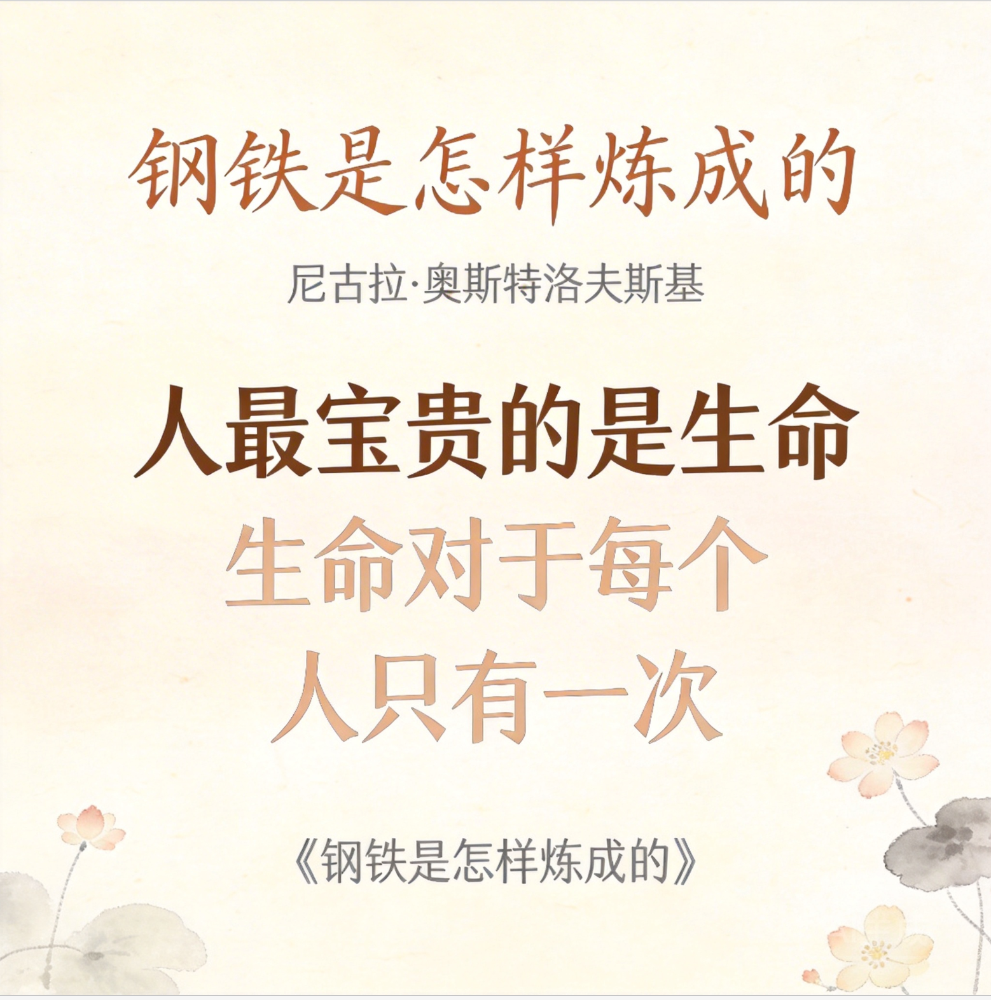 钢铁是怎样炼成的
尼古拉·奥斯特洛夫斯基
人最宝贵的是生命
生命对于每个
人只有一次
《钢铁是怎样炼成的》